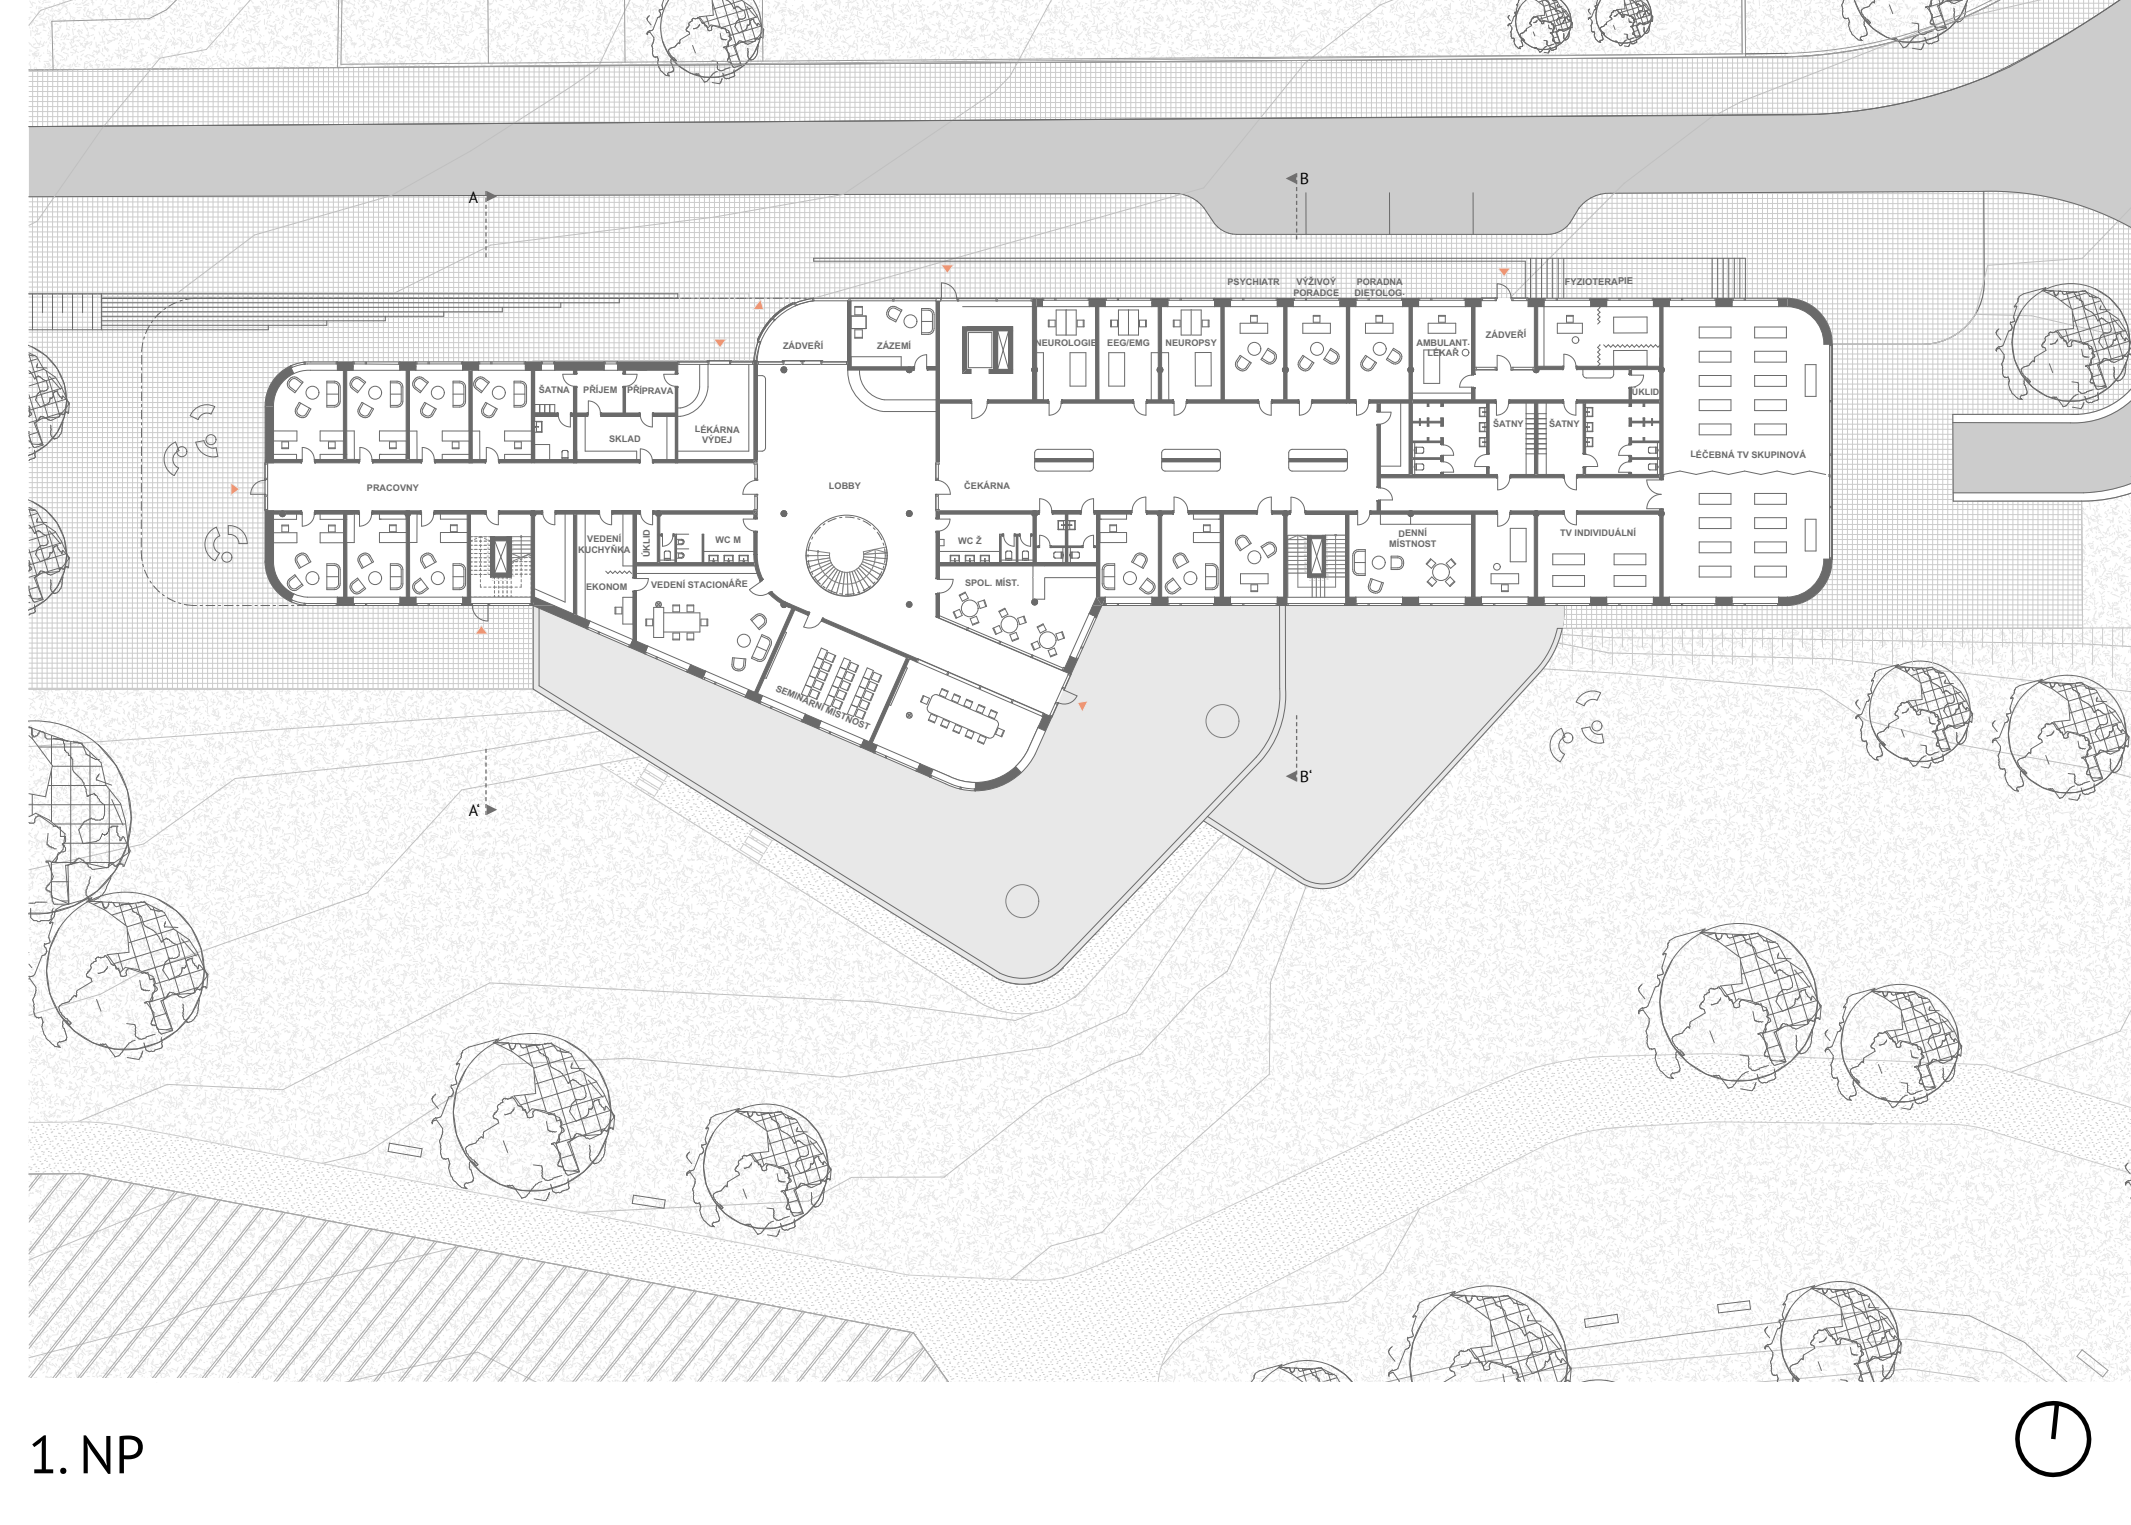 A
B
PSYCHIATR
VÝŽIVOÝ
PORADCE
PORADNA
DIETOLOG.
FYZIOTERAPIE
ZÁDVEŘÍ
ZÁZEMÍ
NEUROLOGIE
EEG/EMG
NEUROPSY
AMBULANT.
LÉKAŘ
ZÁDVEŘÍ
ŠATNA
PŘÍJEM
PŘÍPRAVA
ÚKLID
LÉKÁRNA
VÝDEJ
SKLAD
ŠATNY
ŠATNY
LÉČEBNÁ TV SKUPINOVÁ
PRACOVNY
LOBBY
ČEKÁRNA
VEDENÍ
KUCHYŇKA
ÚKLID
WC M
WC Ž
DENNÍ
MÍSTNOST
TV INDIVIDUÁLNÍ
EKONOM
VEDENÍ STACIONÁŘE
SPOL. MÍST.
SEMINÁRNÍ MÍSTNOST
A'
B'
1. NP